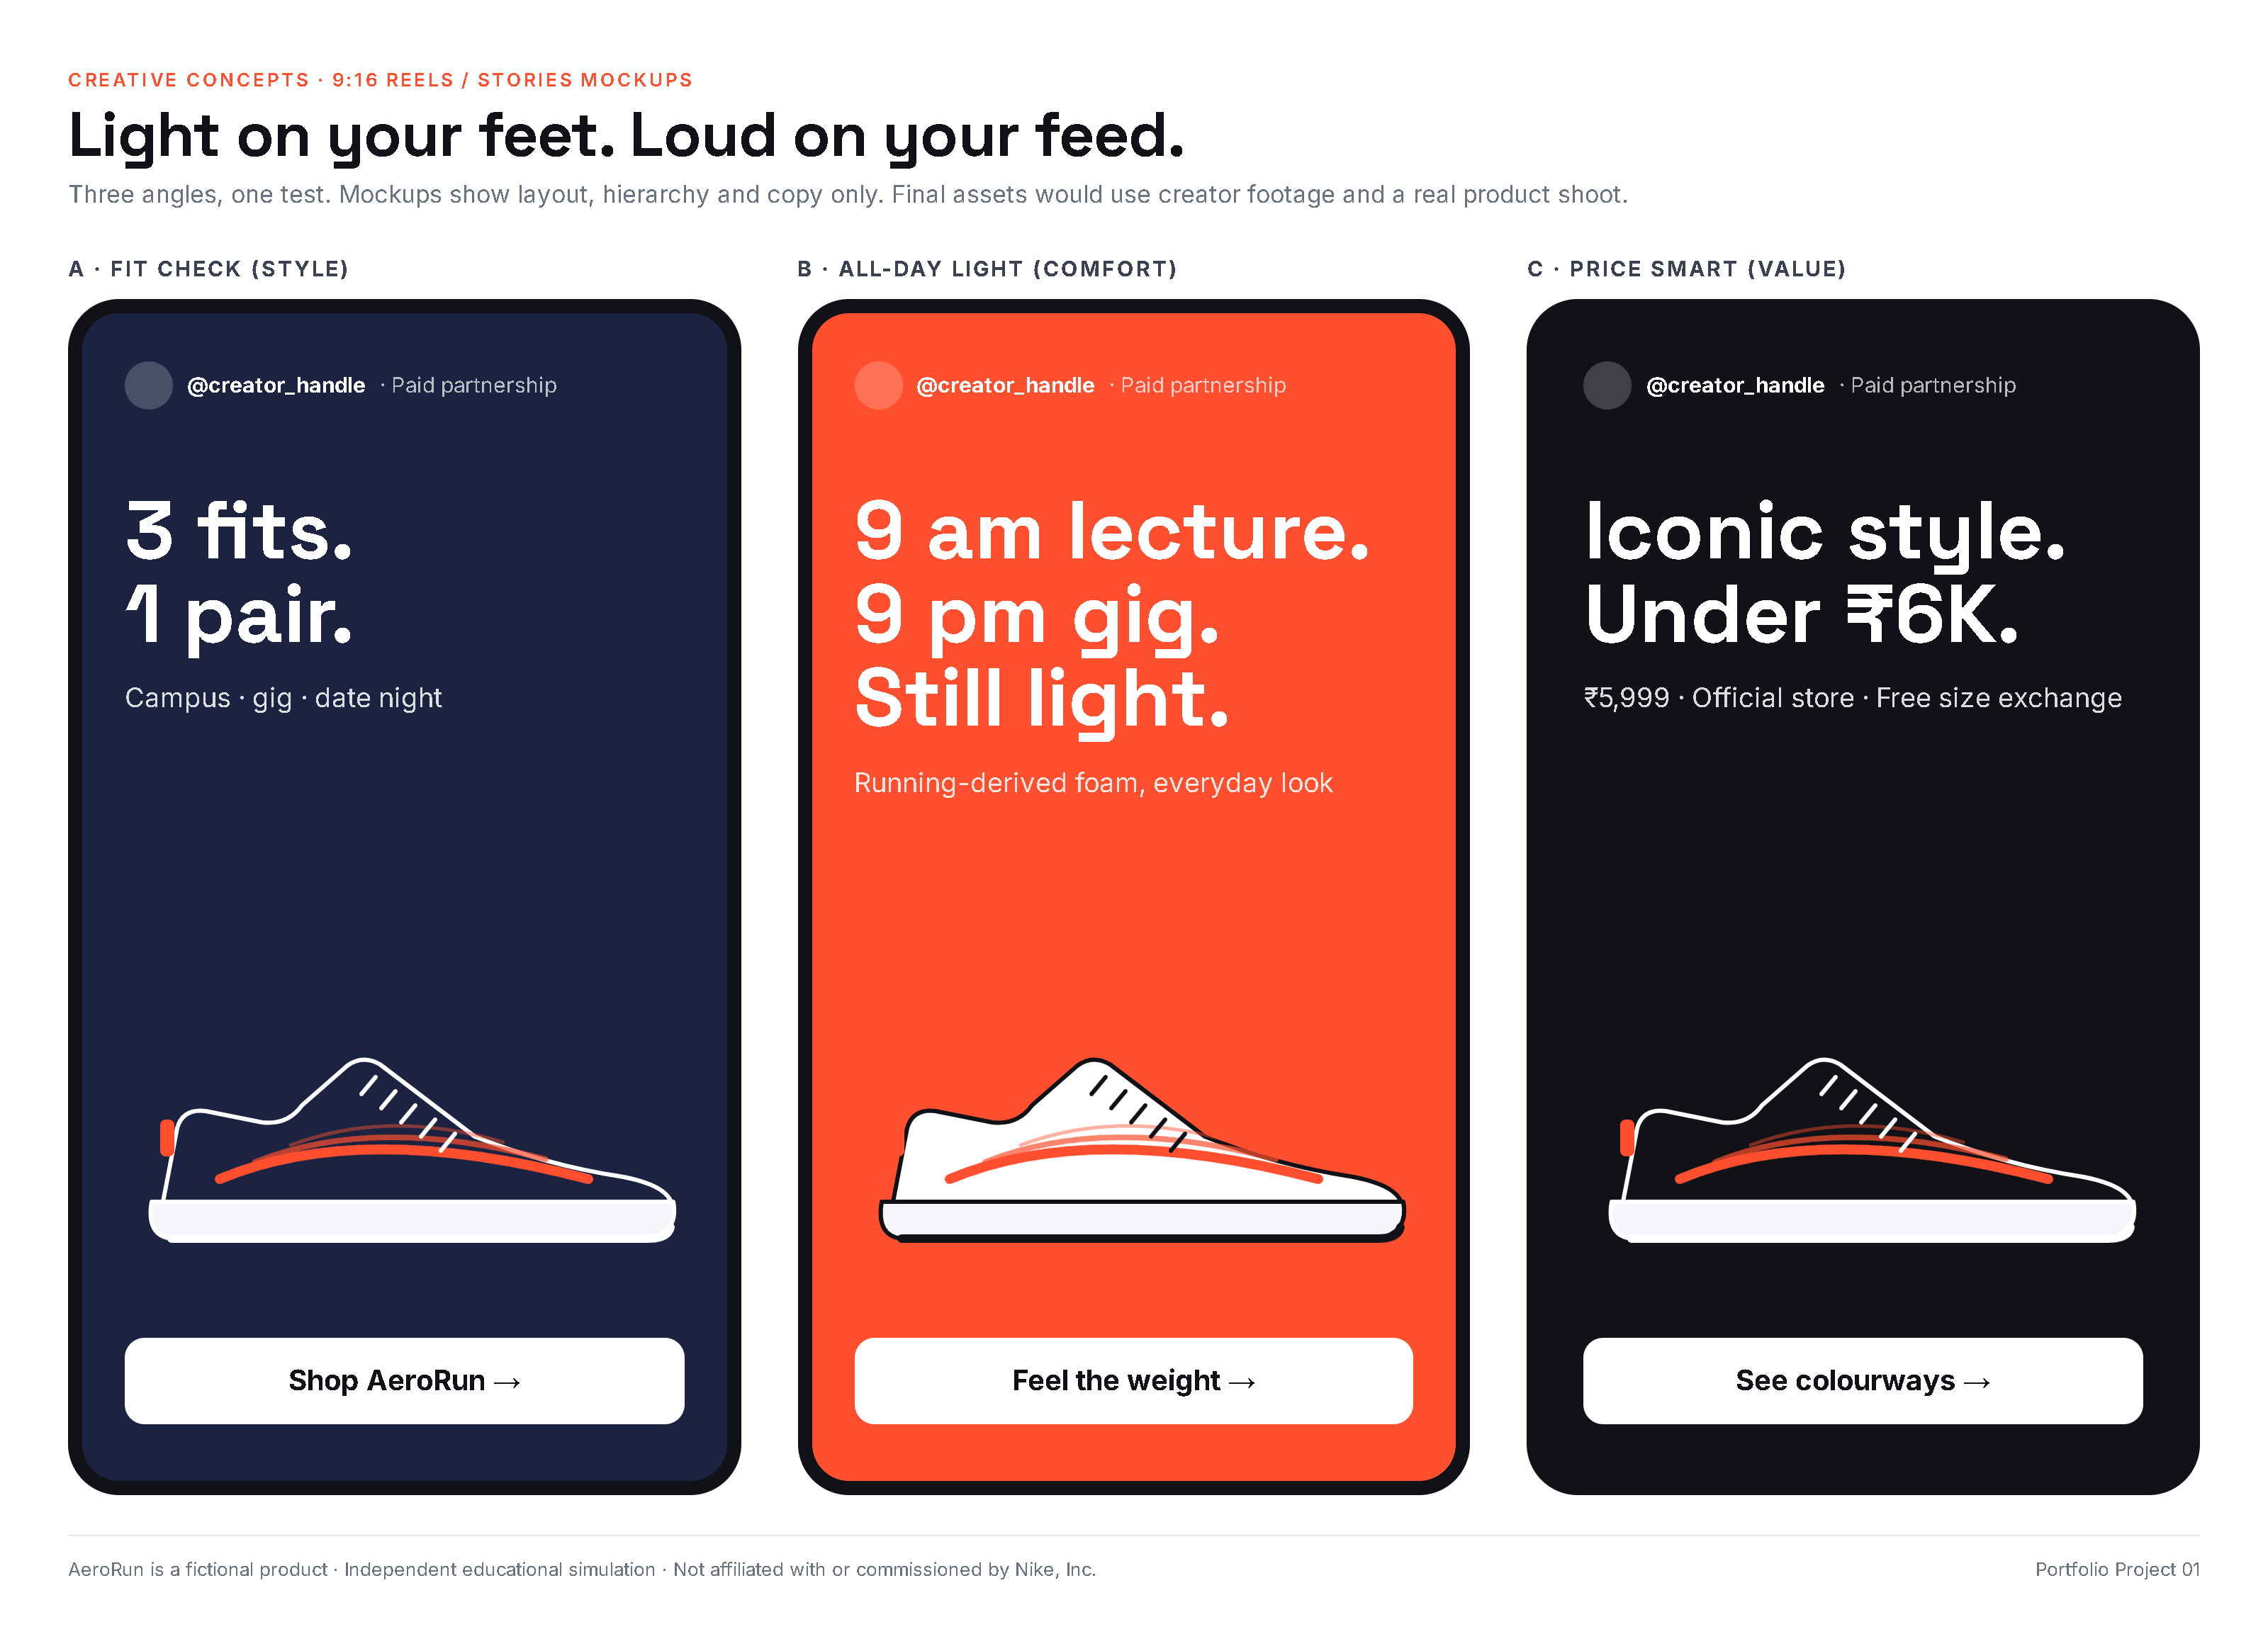 CREATIVE CONCEPTS · 9:16 REELS / STORIES MOCKUPS
Light on your feet. Loud on your feed.
Three angles, one test. Mockups show layout, hierarchy and copy only. Final assets would use creator footage and a real product shoot.
A · FIT CHECK (STYLE)
@creator_handle · Paid partnership
3 fits.
1 pair.
Campus · gig · date night
Shop AeroRun →
B · ALL-DAY LIGHT (COMFORT)
@creator_handle · Paid partnership
9 am lecture.
9 pm gig.
Still light.
Running-derived foam, everyday look
Feel the weight →
C · PRICE SMART (VALUE)
@creator_handle · Paid partnership
Iconic style.
Under ₹6K.
₹5,999 · Official store · Free size exchange
See colourways →
AeroRun is a fictional product · Independent educational simulation · Not affiliated with or commissioned by Nike, Inc.
Portfolio Project 01